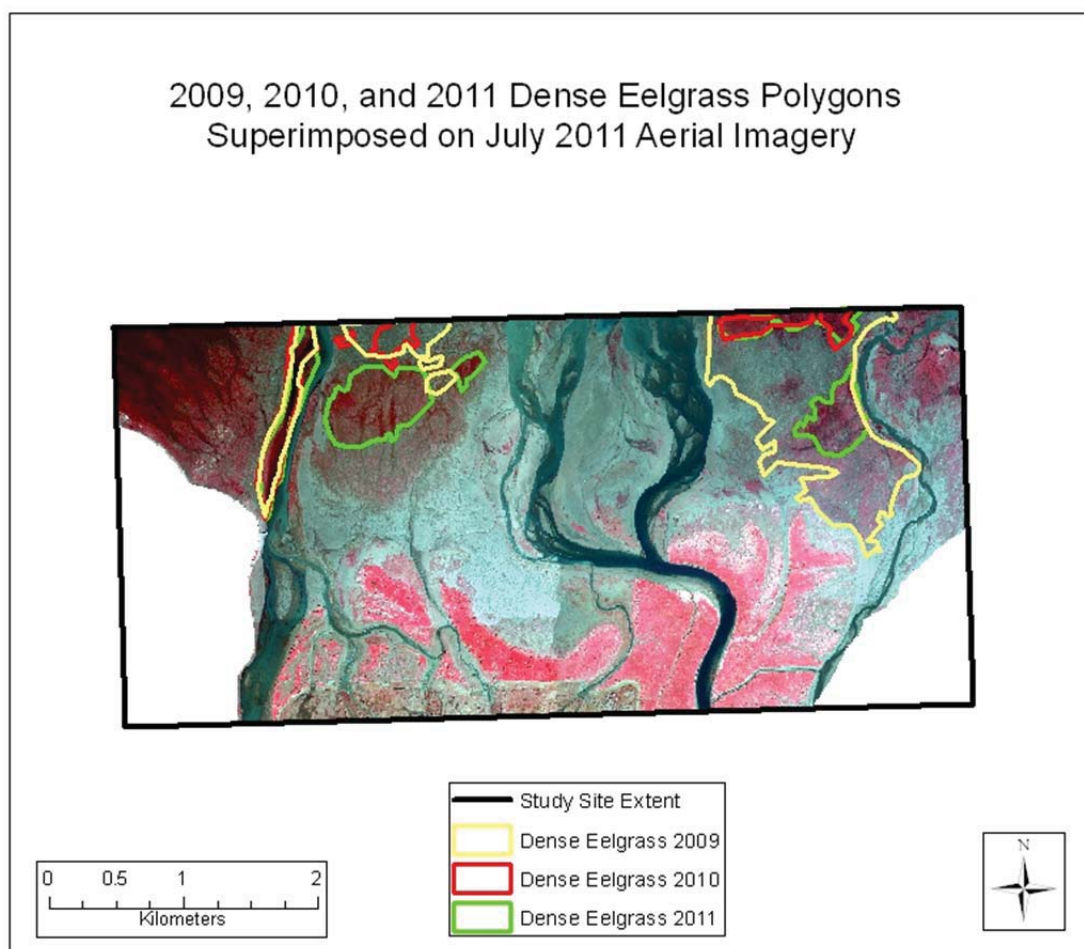 2009, 2010, and 2011 Dense Eelgrass Polygons
Superimposed on July 2011 Aerial Imagery
Study Site Extent
Dense Eelgrass 2009
Dense Eelgrass 2010
Dense Eelgrass 2011
0 0.5 1 2
Kilometers
N